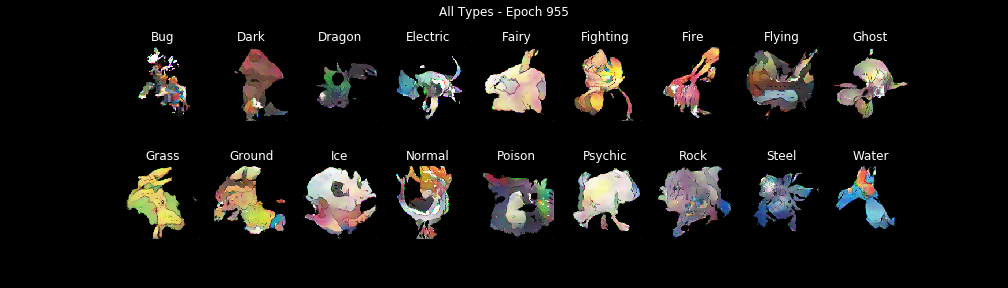 All Types - Epoch 955
Bug Dark Dragon Electric Fairy Fighting Fire Flying Ghost
Grass Ground Ice Normal Poison Psychic Rock Steel Water